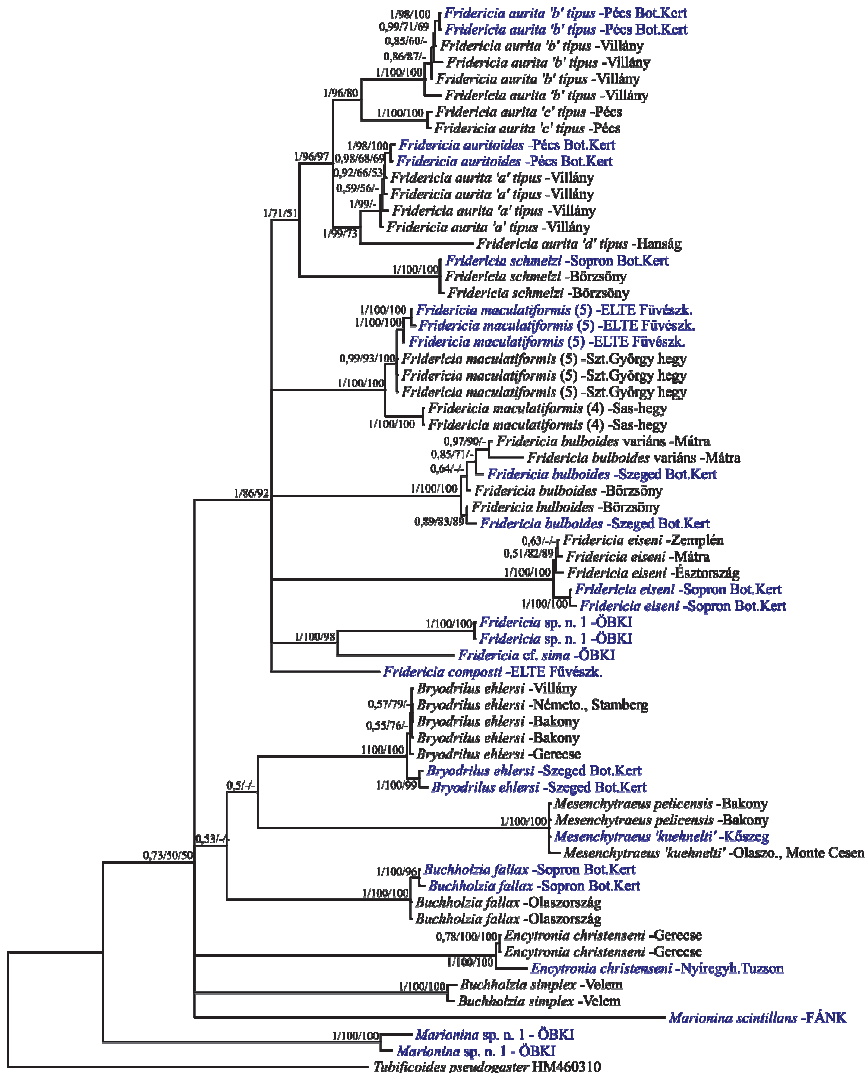 1/98/100
Fridericia aurita 'b' típus -Pécs Bot.Kert
0,99/71/69
Fridericia aurita 'b' típus -Pécs Bot.Kert
0,85/60/-
Fridericia aurita 'b' típus -Villány
0,86/87/-
Fridericia aurita 'b' típus -Villány
1/100/100
Fridericia aurita 'b' típus -Villány
Fridericia aurita 'b' típus -Villány
1/96/80
1/100/100
Fridericia aurita 'c' típus -Pécs
Fridericia aurita 'c' típus -Pécs
1/98/100
Fridericia auritoides -Pécs Bot.Kert
1/96/97
0,98/68/69
Fridericia auritoides -Pécs Bot.Kert
0,92/66/53
Fridericia aurita 'a' típus -Villány
0,59/56/-
Fridericia aurita 'a' típus -Villány
1/99/-
Fridericia aurita 'a' típus -Villány
1/71/51
Fridericia aurita 'a' típus -Villány
1/99/73
Fridericia aurita 'd' típus -Hanság
Fridericia schmelzi -Sopron Bot.Kert
1/100/100
Fridericia schmelzi -Börzsöny
Fridericia schmelzi -Börzsöny
1/100/100
Fridericia maculatiformis (5) -ELTE Füvészk.
1/100/100
Fridericia maculatiformis (5) -ELTE Füvészk.
Fridericia maculatiformis (5) -ELTE Füvészk.
0,99/93/100
Fridericia maculatiformis (5) -Szt.György hegy
Fridericia maculatiformis (5) -Szt.György hegy
1/100/100
Fridericia maculatiformis (5) -Szt.György hegy
Fridericia maculatiformis (4) -Sas-hegy
1/100/100
Fridericia maculatiformis (4) -Sas-hegy
0,97/90/-
Fridericia bulboides variáns -Mátra
0,85/71/-
Fridericia bulboides variáns -Mátra
0,64/-/-
Fridericia bulboides -Szeged Bot.Kert
1/86/92
1/100/100
Fridericia bulboides -Börzsöny
Fridericia bulboides -Börzsöny
0,89/83/89
Fridericia bulboides -Szeged Bot.Kert
0,63/-/-
Fridericia eiseni -Zemplén
0,51/82/89
Fridericia eiseni -Mátra
1/100/100
Fridericia eiseni -Észtország
Fridericia eiseni -Sopron Bot.Kert
1/100/100
Fridericia eiseni -Sopron Bot.Kert
1/100/100
Fridericia sp. n. 1 -ÖBKI
Fridericia sp. n. 1 -ÖBKI
1/100/98
Fridericia cf. sima -ÖBKI
Fridericia composti -ELTE Füvészk.
Bryodrilus ehlersi -Villány
0,57/79/-
Bryodrilus ehlersi -Németo., Stamberg
0,55/76/-
Bryodrilus ehlersi -Bakony
Bryodrilus ehlersi -Bakony
1100/100
Bryodrilus ehlersi -Gerecse
Bryodrilus ehlersi -Szeged Bot.Kert
0,5/-/-
1/100/99
Bryodrilus ehlersi -Szeged Bot.Kert
Mesenchytraeus pelicensis -Bakony
1/100/100
Mesenchytraeus pelicensis -Bakony
0,53/-/-
Mesenchytraeus 'kuehnelti' -Kőszeg
0,73/50/50
Mesenchytraeus 'kuehnelti' -Olaszo., Monte Cesen
1/100/96
Buchholzia fallax -Sopron Bot.Kert
Buchholzia fallax -Sopron Bot.Kert
1/100/100
Buchholzia fallax -Olaszország
Buchholzia fallax -Olaszország
0,78/100/100
Encytronia christenseni -Gerecse
Encytronia christenseni -Gerecse
1/100/100
Encytronia christenseni -Nyíregyh.Tuzson
1/100/100
Buchholzia simplex -Velem
Buchholzia simplex -Velem
Marionina scintillans -FÁNK
1/100/100
Marionina sp. n. 1 - ÖBKI
Marionina sp. n. 1 - ÖBKI
Tubificoides pseudogaster HM460310